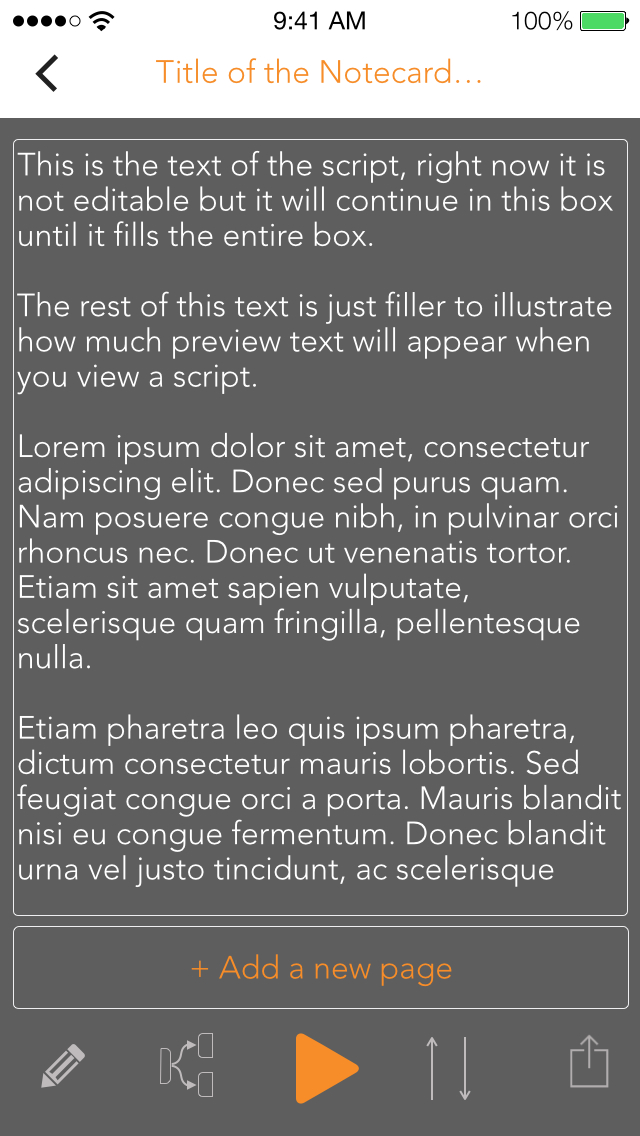 9:41 AM
100%
Title of the Notecard...
This is the text of the script, right now it is
not editable but it will continue in this box
until it fills the entire box.
The rest of this text is just filler to illustrate
how much preview text will appear when
you view a script.
Lorem ipsum dolor sit amet, consectetur
adipiscing elit. Donec sed purus quam.
Nam posuere congue nibh, in pulvinar orci
rhoncus nec. Donec ut venenatis tortor.
Etiam sit amet sapien vulputate,
scelerisque quam fringilla, pellentesque
nulla.
Etiam pharetra leo quis ipsum pharetra,
dictum consectetur mauris lobortis. Sed
feugiat congue orci a porta. Mauris blandit
nisi eu congue fermentum. Donec blandit
urna vel justo tincidunt, ac scelerisque
+ Add a new page